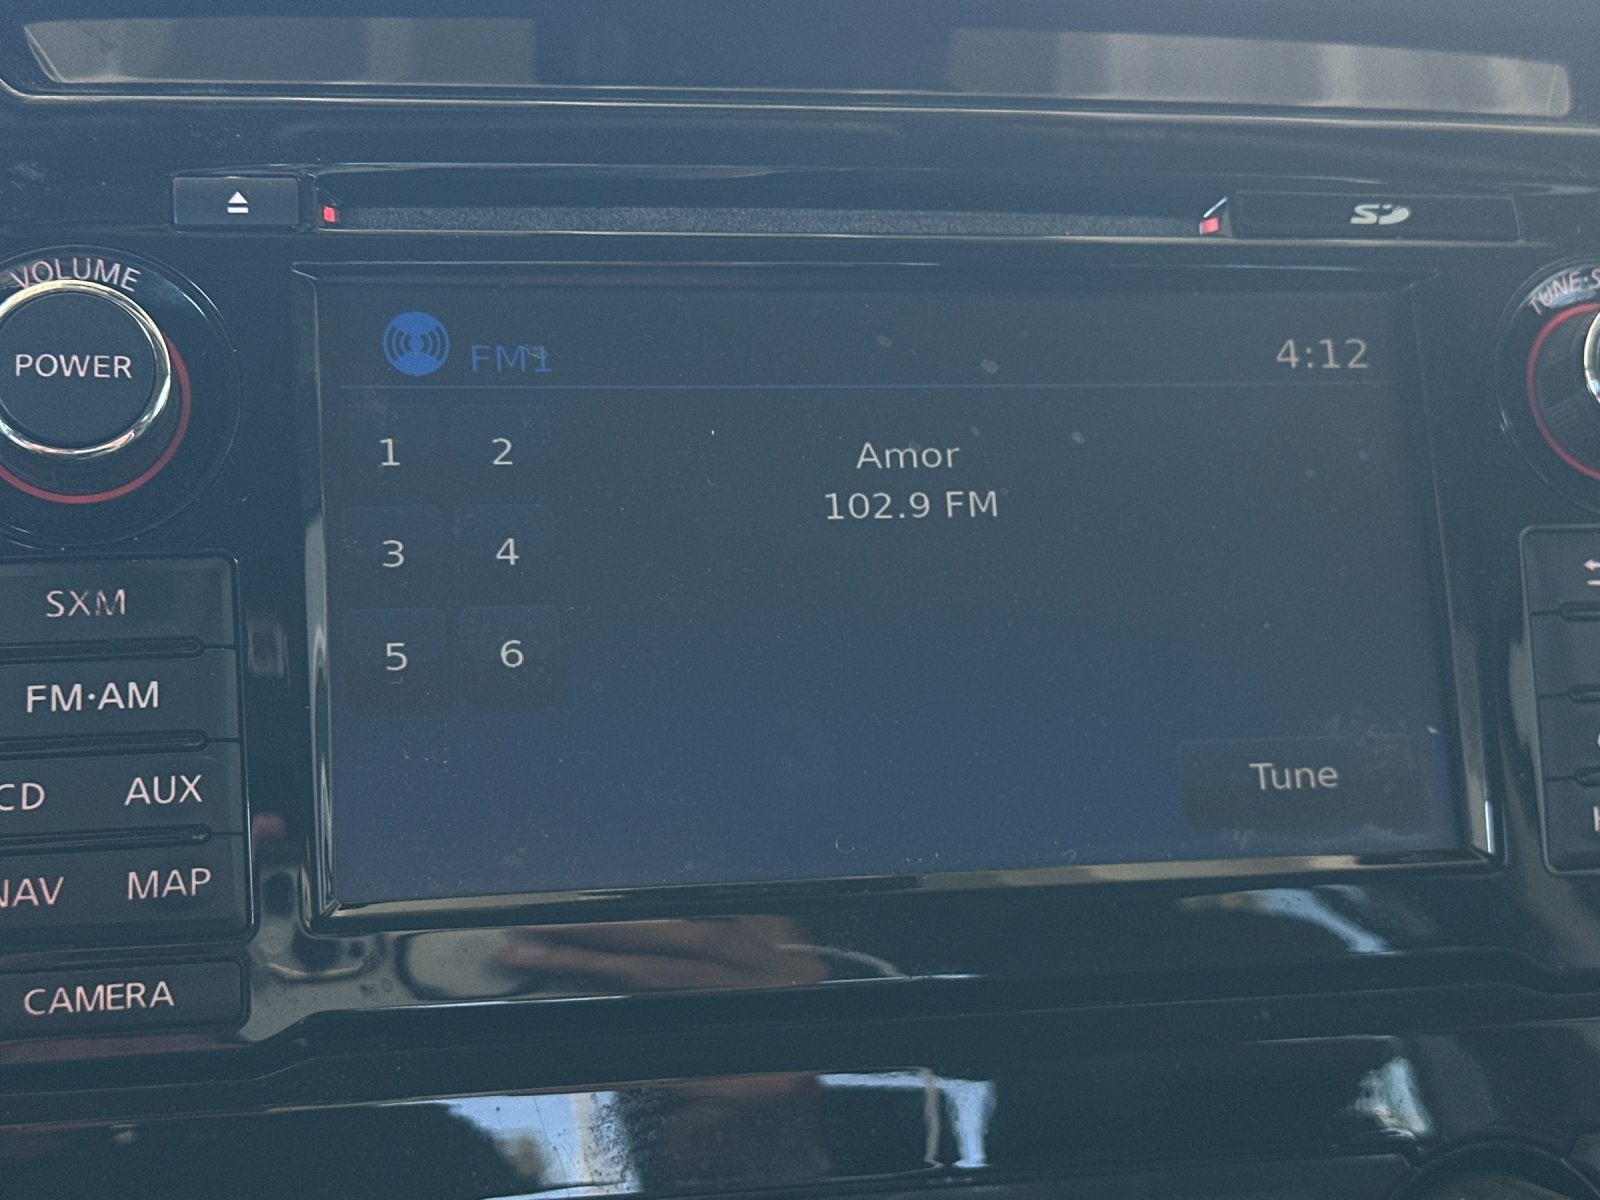 VOLUME
POWER
SD
TUNE·S
FM1
4:12
1 2
3 4
5 6
Amor
102.9 FM
Tune
SXM
FM·AM
CD AUX
NAV MAP
CAMERA